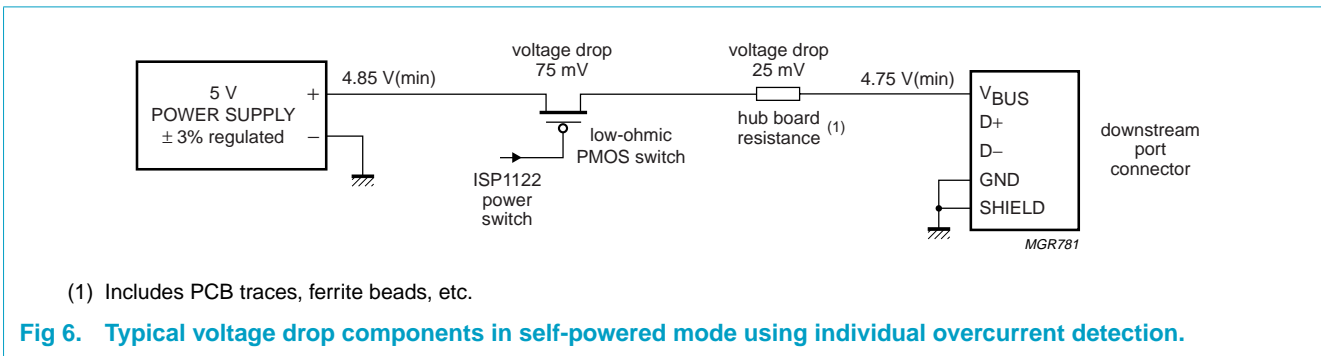 voltage drop
75 mV
voltage drop
25 mV
5 V
POWER SUPPLY
± 3% regulated
+
−
4.85 V(min)
4.75 V(min)
low-ohmic
PMOS switch
hub board
resistance (1)
ISP1122
power
switch
VBUS
D+
D−
GND
SHIELD
downstream
port
connector
MGR781
(1) Includes PCB traces, ferrite beads, etc.
Fig 6. Typical voltage drop components in self-powered mode using individual overcurrent detection.